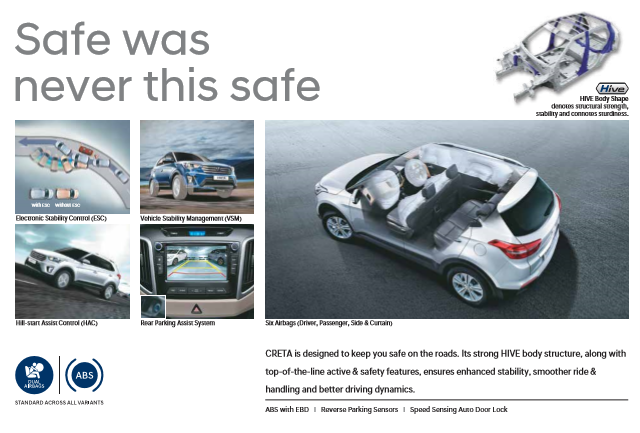 Safe was
never this safe
Hive
HIVE Body Shape
denotes structural strength,
stability and connotes sturdiness.
with ESC without ESC
Electronic Stability Control (ESC)
Vehicle Stability Management (VSM)
Hill-start Assist Control (HAC)
Rear Parking Assist System
Six Airbags (Driver, Passenger, Side & Curtain)
CRETA is designed to keep you safe on the roads. Its strong HIVE body structure, along with
top-of-the-line active & safety features, ensures enhanced stability, smoother ride &
handling and better driving dynamics.
DUAL
AIRBAGS
ABS
STANDARD ACROSS ALL VARIANTS
ABS with EBD | Reverse Parking Sensors | Speed Sensing Auto Door Lock